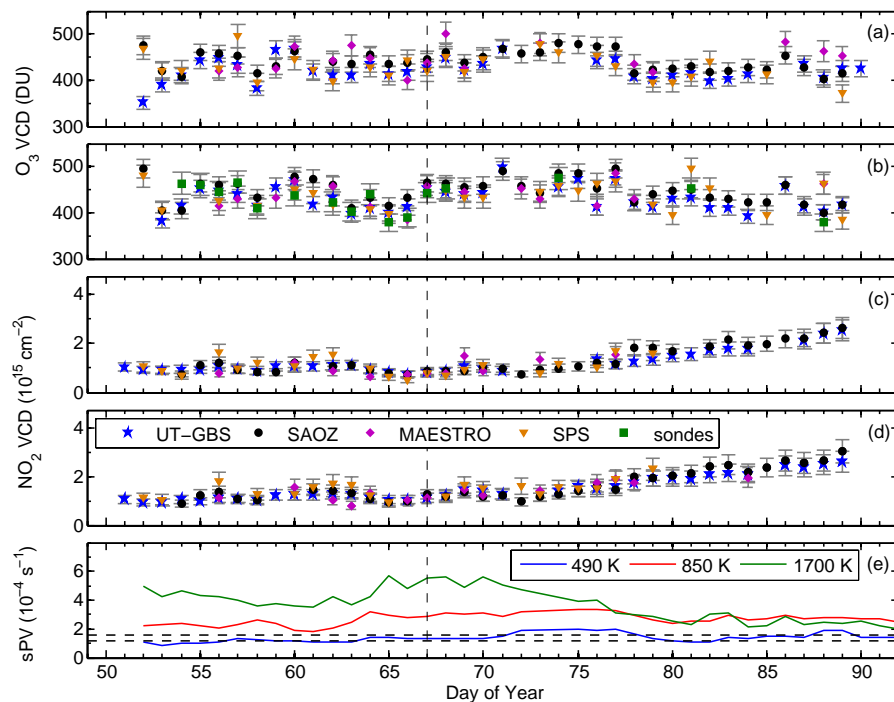 500
400
300
(a)
O3 VCD (DU)
500
400
300
(b)
4
2
0
(c)
NO2 VCD (10^15 cm^−2)
4
2
0
(d)
UT−GBS SAOZ MAESTRO SPS sondes
6
4
2
0
(e)
sPV (10^−4 s^−1)
490 K 850 K 1700 K
50 55 60 65 70 75 80 85 90
Day of Year